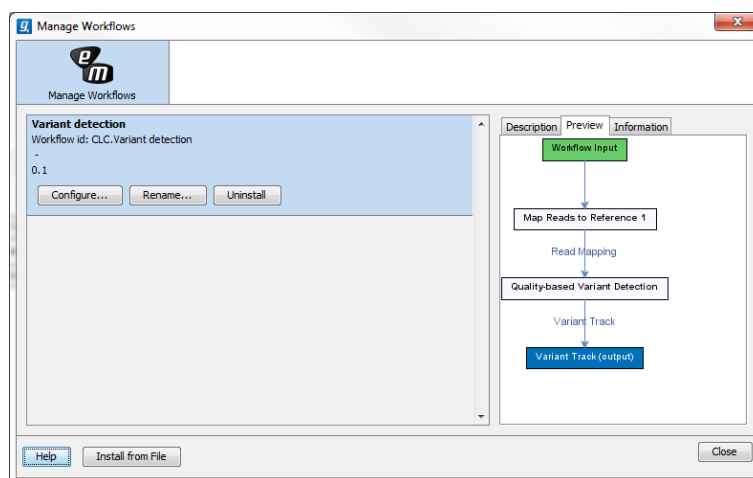 Manage Workflows
Manage Workflows
Variant detection
Workflow id: CLC.Variant detection
-
0.1
Configure... Rename... Uninstall
Description Preview Information
Workflow Input
Map Reads to Reference 1
Read Mapping
Quality-based Variant Detection
Variant Track
Variant Track (output)
Help Install from File Close